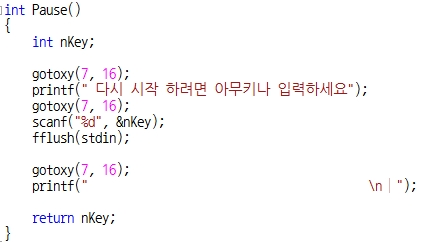 int Pause()
{
    int nKey;

    gotoxy(7, 16);
    printf(" 다시 시작 하려면 아무키나 입력하세요");
    gotoxy(7, 16);
    scanf("%d", &nKey);
    fflush(stdin);

    gotoxy(7, 16);
    printf("                                        \n | ");

    return nKey;
}